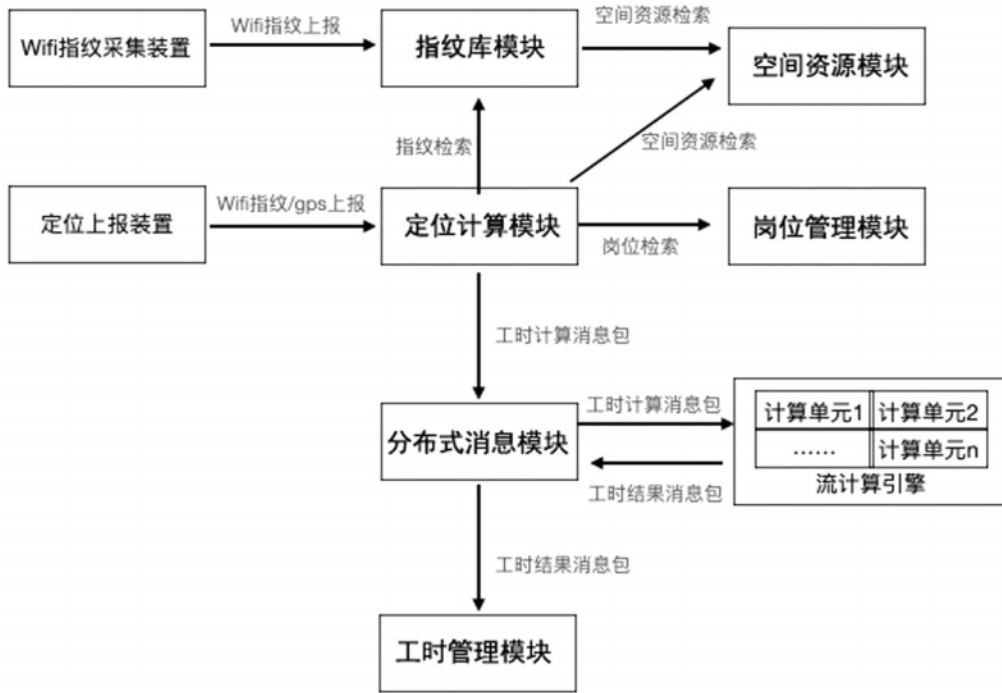 Wifi指纹采集装置
Wifi指纹上报
指纹库模块
空间资源检索
空间资源模块
指纹检索
空间资源检索
定位上报装置
Wifi指纹/gps上报
定位计算模块
岗位检索
岗位管理模块
工时计算消息包
分布式消息模块
工时计算消息包
工时结果消息包
计算单元1
计算单元2
……
计算单元n
流计算引擎
工时结果消息包
工时管理模块